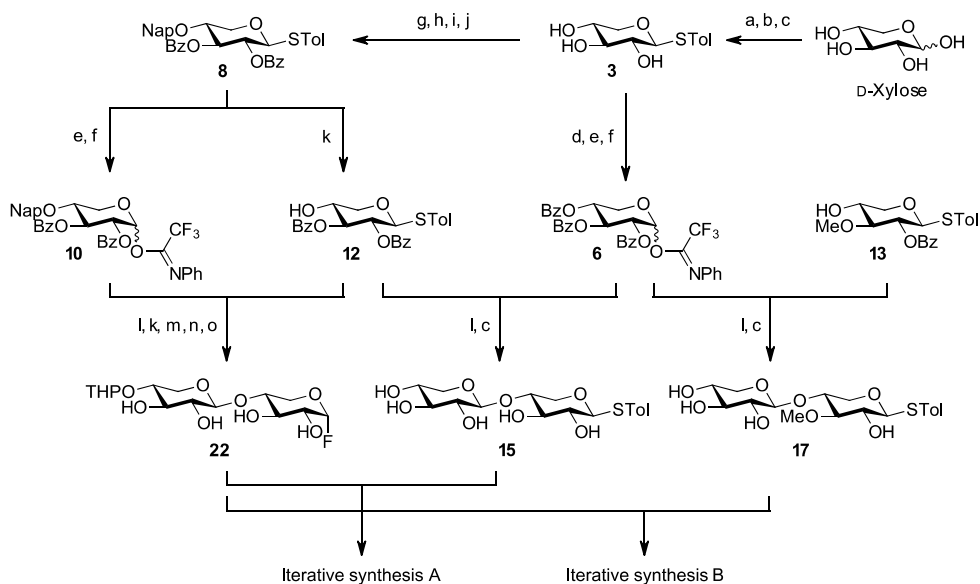 NapO
O
BzO
OBz
STol
8
g, h, i, j
HO
O
HO
OH
STol
3
a, b, c
HO
O
HO
OH
OH
D-Xylose
e, f
k
d, e, f
NapO
O
BzO
BzO
O
CF3
NPh
10
HO
O
BzO
OBz
STol
12
BzO
O
BzO
BzO
O
CF3
NPh
6
HO
O
MeO
OBz
STol
13
l, k, m, n, o
l, c
l, c
THPO
O
HO
OH
O
O
HO
HO
F
22
HO
O
HO
OH
O
O
HO
OH
STol
15
HO
O
HO
OH
O
O
MeO
OH
STol
17
Iterative synthesis A
Iterative synthesis B